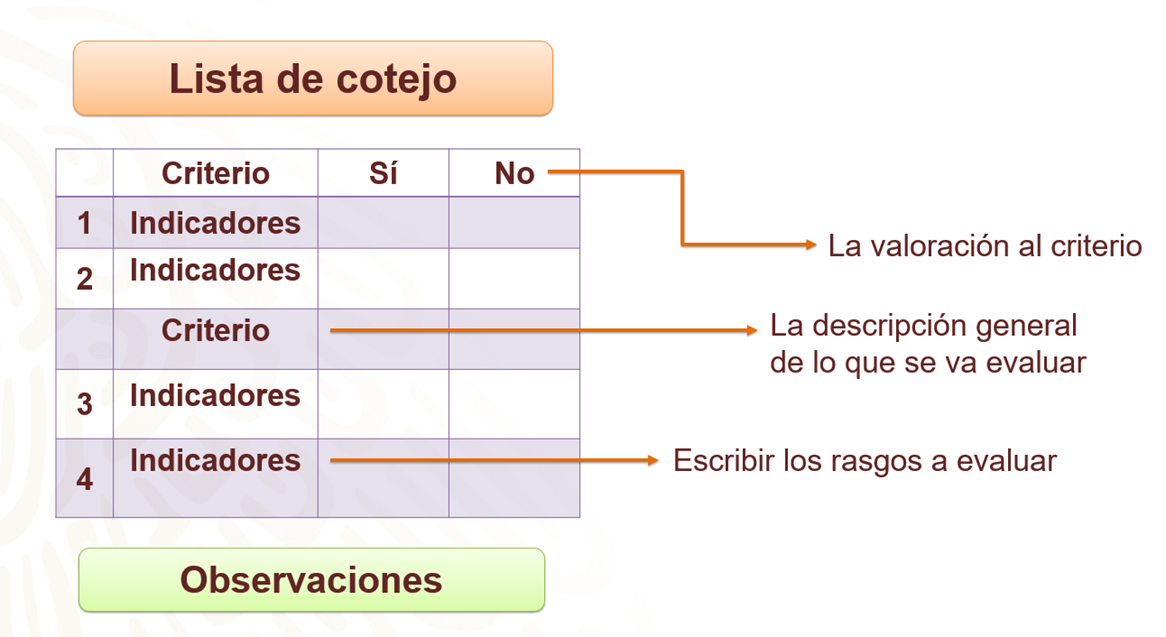 Lista de cotejo
Criterio Sí No
1 Indicadores
2 Indicadores
Criterio
3 Indicadores
4 Indicadores
La valoración al criterio
La descripción general
de lo que se va evaluar
Escribir los rasgos a evaluar
Observaciones